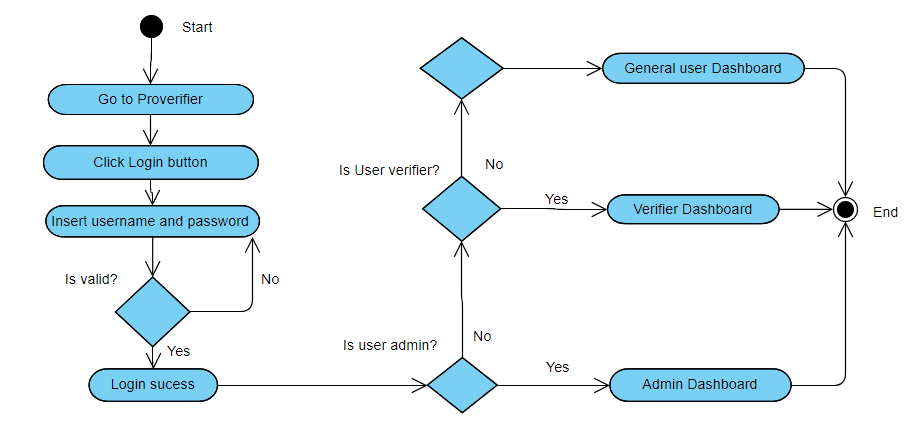 Start
Go to Proverifier
Click Login button
Insert username and password
Is valid?
No
Yes
Login sucess
Is user admin?
Yes
Admin Dashboard
No
Is User verifier?
Yes
Verifier Dashboard
No
General user Dashboard
End